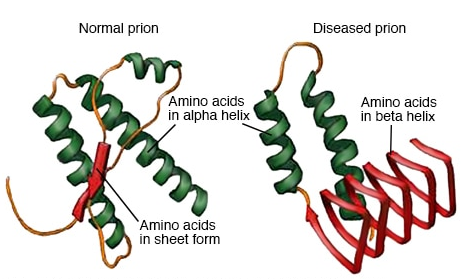 Normal prion
Diseased prion
Amino acids
in alpha helix
Amino acids
in beta helix
Amino acids
in sheet form